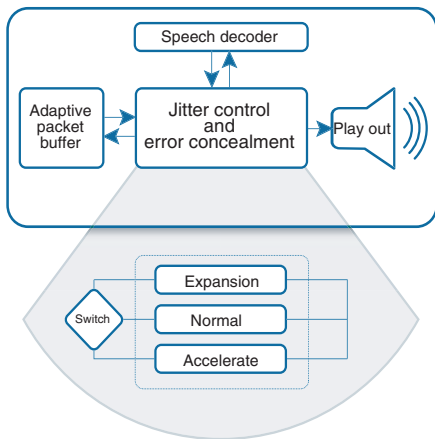 Speech decoder
Adaptive
packet
buffer
Jitter control
and
error concealment
Play out
Expansion
Switch
Normal
Accelerate